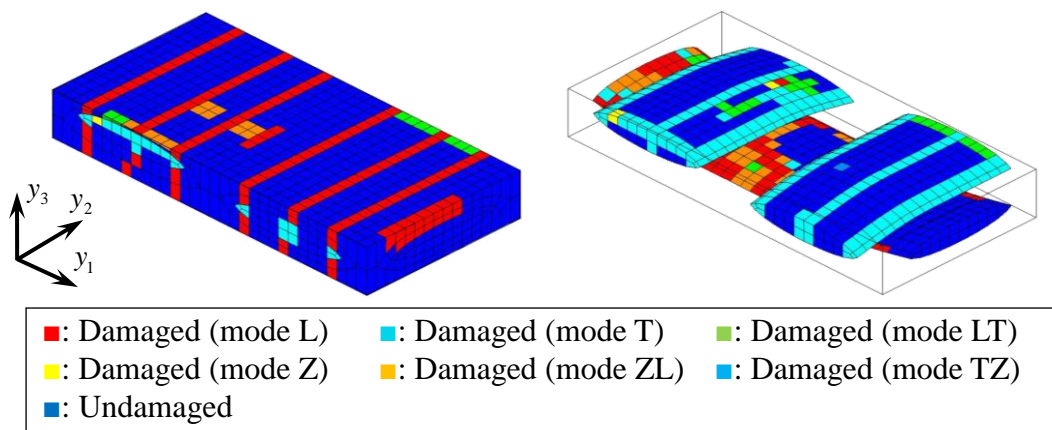 y3
y2
y1
■: Damaged (mode L) ■: Damaged (mode T) ■: Damaged (mode LT)
■: Damaged (mode Z) ■: Damaged (mode ZL) ■: Damaged (mode TZ)
■: Undamaged